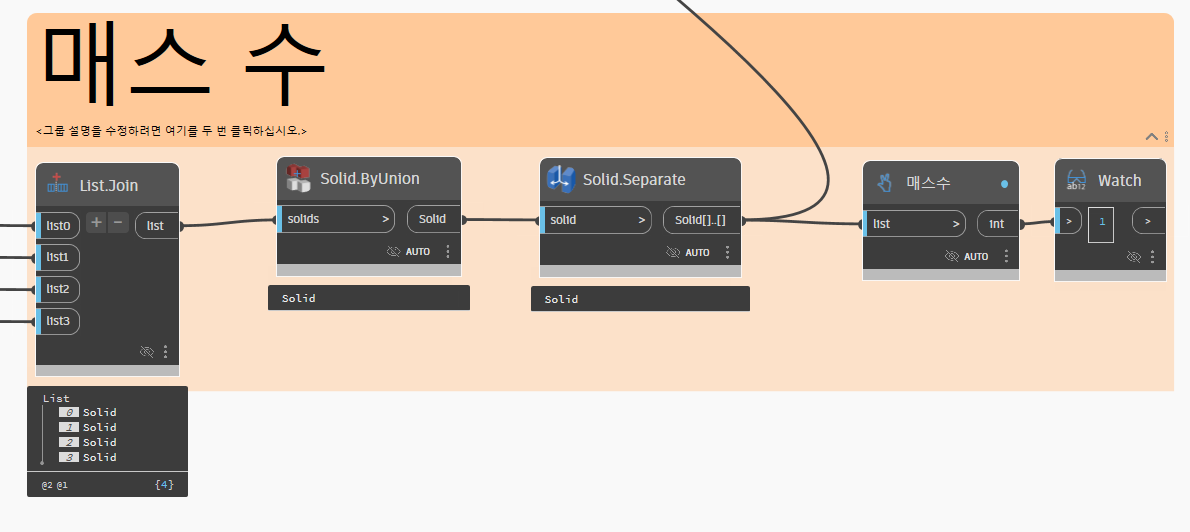 매스 수
<그룹 설명을 수정하려면 여기를 두 번 클릭하십시오.>
List.Join
list0 + − list
list1
list2
list3
List
0 Solid
1 Solid
2 Solid
3 Solid
@2 @1 {4}
Solid.ByUnion
solids > Solid
AUTO
Solid
Solid.Separate
solid > Solid[]..[]
AUTO
Solid
매스수
list > int
AUTO
Watch
> 1 >